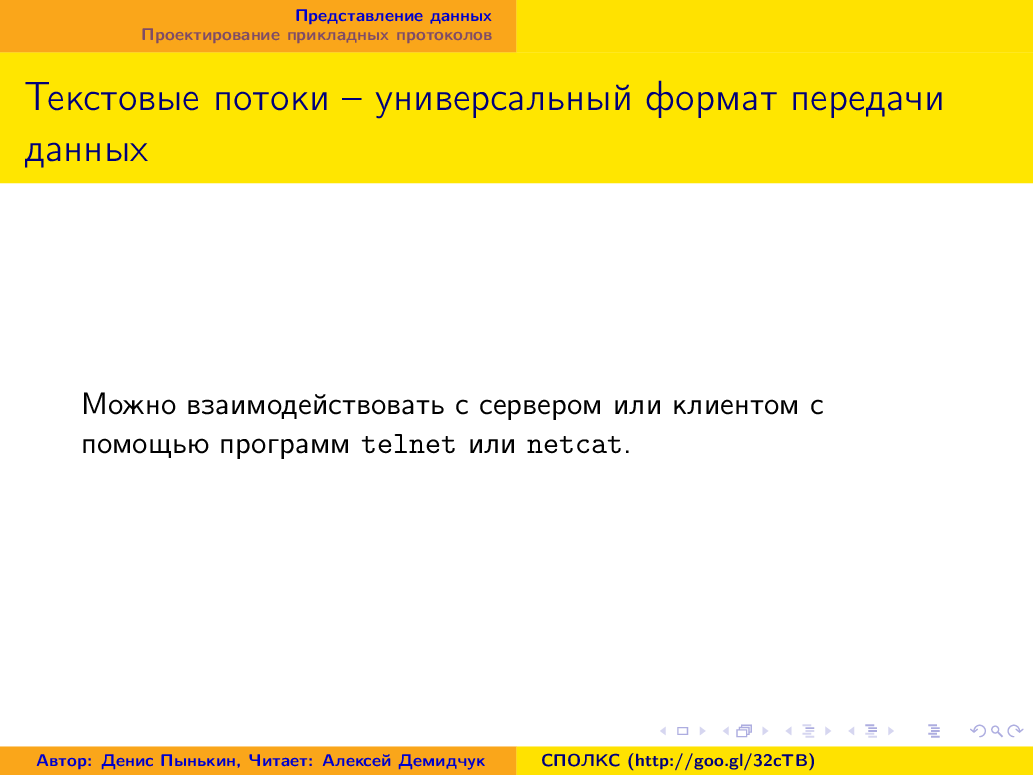 Представление данных
Проектирование прикладных протоколов
Текстовые потоки – универсальный формат передачи
данных
Можно взаимодействовать с сервером или клиентом с
помощью программ telnet или netcat.
Автор: Денис Пынькин, Читает: Алексей Демидчук
СПОЛКС (http://goo.gl/32cTB)